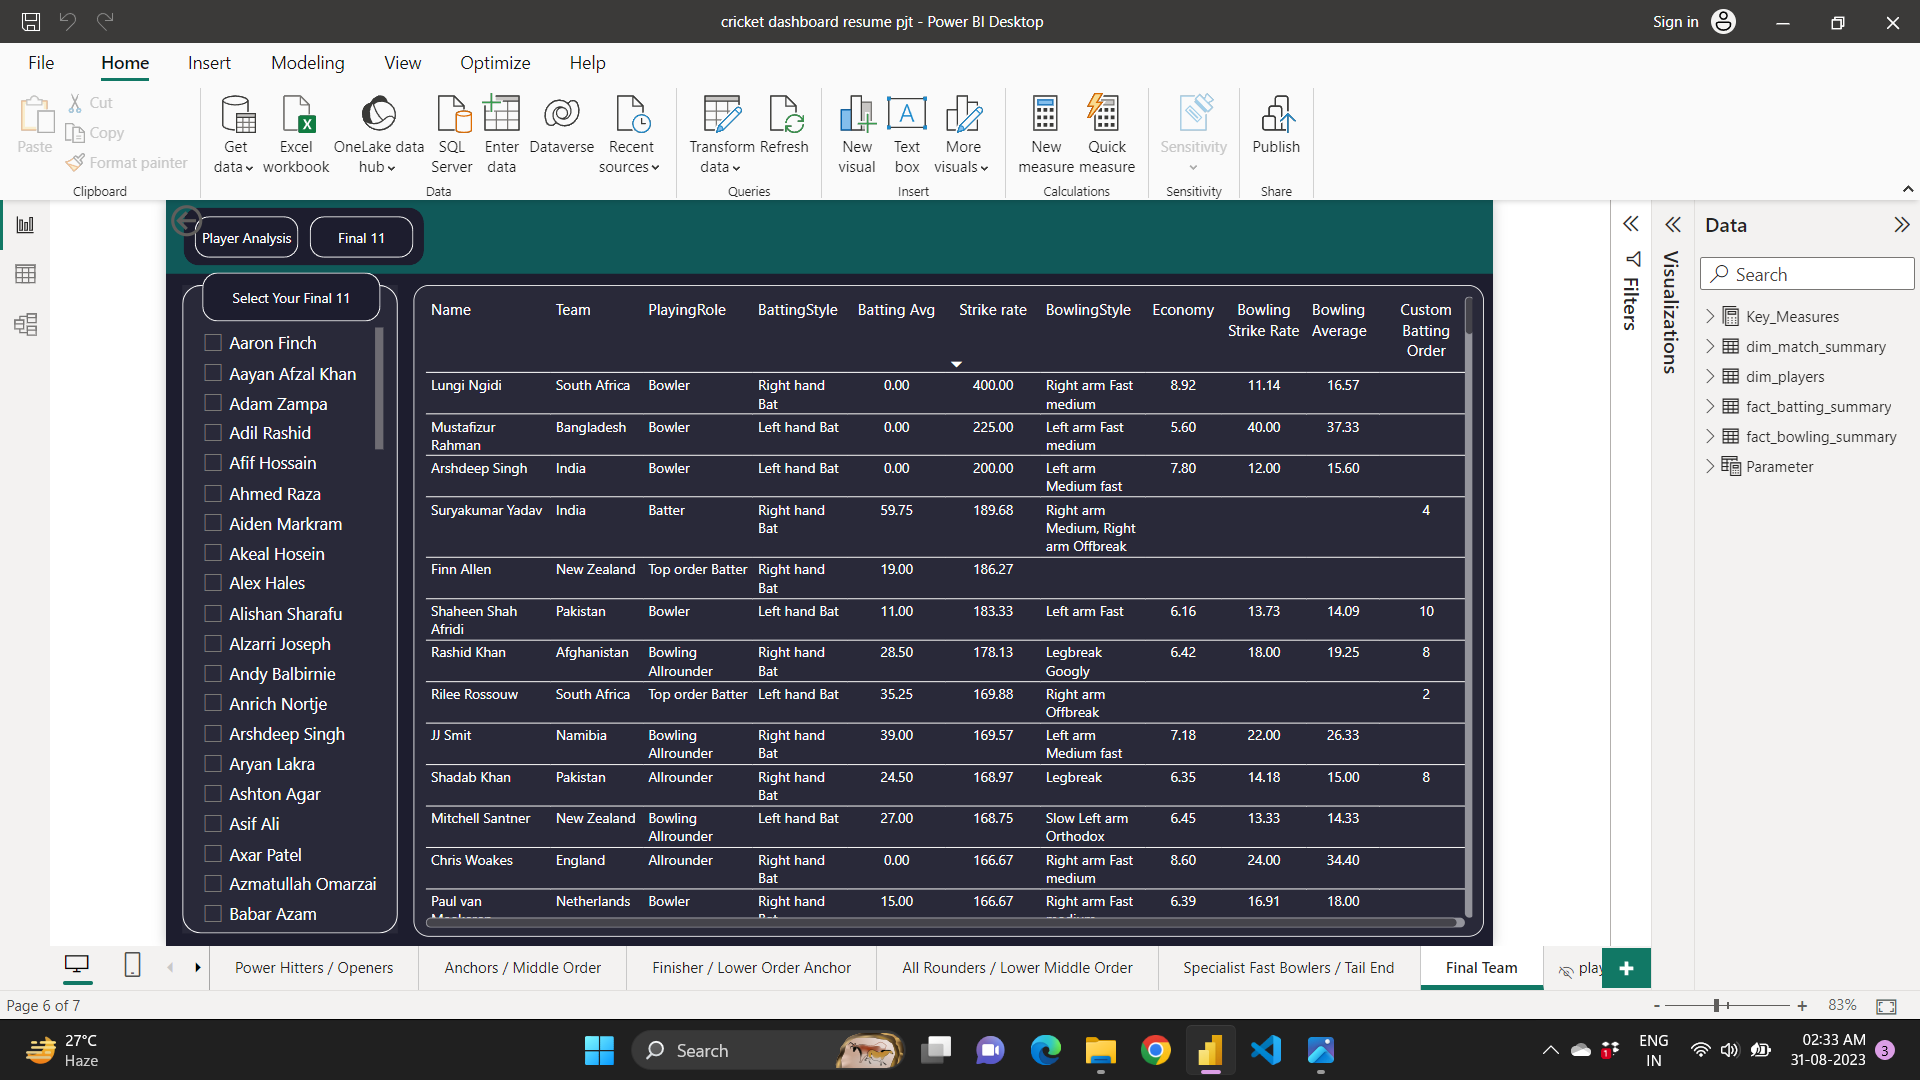 cricket dashboard resume pjt - Power BI Desktop
Sign in
File Home Insert Modeling View Optimize Help
Paste
Cut
Copy
Format painter
Clipboard
Get data
Excel workbook
OneLake data hub
SQL Server
Enter data
Dataverse
Recent sources
Data
Transform data
Refresh
Queries
New visual
Text box
More visuals
Insert
New measure
Quick measure
Calculations
Sensitivity
Sensitivity
Publish
Share
Player Analysis
Final 11
Select Your Final 11
Aaron Finch
Aayan Afzal Khan
Adam Zampa
Adil Rashid
Afif Hossain
Ahmed Raza
Aiden Markram
Akeal Hosein
Alex Hales
Alishan Sharafu
Alzarri Joseph
Andy Balbirnie
Anrich Nortje
Arshdeep Singh
Aryan Lakra
Ashton Agar
Asif Ali
Axar Patel
Azmatullah Omarzai
Babar Azam
Name Team PlayingRole BattingStyle Batting Avg Strike rate BowlingStyle Economy Bowling Strike Rate Bowling Average Custom Batting Order
Lungi Ngidi South Africa Bowler Right hand Bat 0.00 400.00 Right arm Fast medium 8.92 11.14 16.57
Mustafizur Rahman Bangladesh Bowler Left hand Bat 0.00 225.00 Left arm Fast medium 5.60 40.00 37.33
Arshdeep Singh India Bowler Left hand Bat 0.00 200.00 Left arm Medium fast 7.80 12.00 15.60
Suryakumar Yadav India Batter Right hand Bat 59.75 189.68 Right arm Medium, Right arm Offbreak 4
Finn Allen New Zealand Top order Batter Right hand Bat 19.00 186.27
Shaheen Shah Afridi Pakistan Bowler Left hand Bat 11.00 183.33 Left arm Fast 6.16 13.73 14.09 10
Rashid Khan Afghanistan Bowling Allrounder Right hand Bat 28.50 178.13 Legbreak Googly 6.42 18.00 19.25 8
Rilee Rossouw South Africa Top order Batter Left hand Bat 35.25 169.88 Right arm Offbreak 2
JJ Smit Namibia Bowling Allrounder Right hand Bat 39.00 169.57 Left arm Medium fast 7.18 22.00 26.33
Shadab Khan Pakistan Allrounder Right hand Bat 24.50 168.97 Legbreak 6.35 14.18 15.00 8
Mitchell Santner New Zealand Bowling Allrounder Left hand Bat 27.00 168.75 Slow Left arm Orthodox 6.45 13.33 14.33
Chris Woakes England Allrounder Right hand Bat 0.00 166.67 Right arm Fast medium 8.60 24.00 34.40
Paul van Netherlands Bowler Right hand 15.00 166.67 Right arm Fast 6.39 16.91 18.00
Filters
Visualizations
Data
Search
Key_Measures
dim_match_summary
dim_players
fact_batting_summary
fact_bowling_summary
Parameter
Power Hitters / Openers
Anchors / Middle Order
Finisher / Lower Order Anchor
All Rounders / Lower Middle Order
Specialist Fast Bowlers / Tail End
Final Team
play
Page 6 of 7
- + 83%
27°C
Haze
Search
1
ENG
IN
02:33 AM
31-08-2023
3